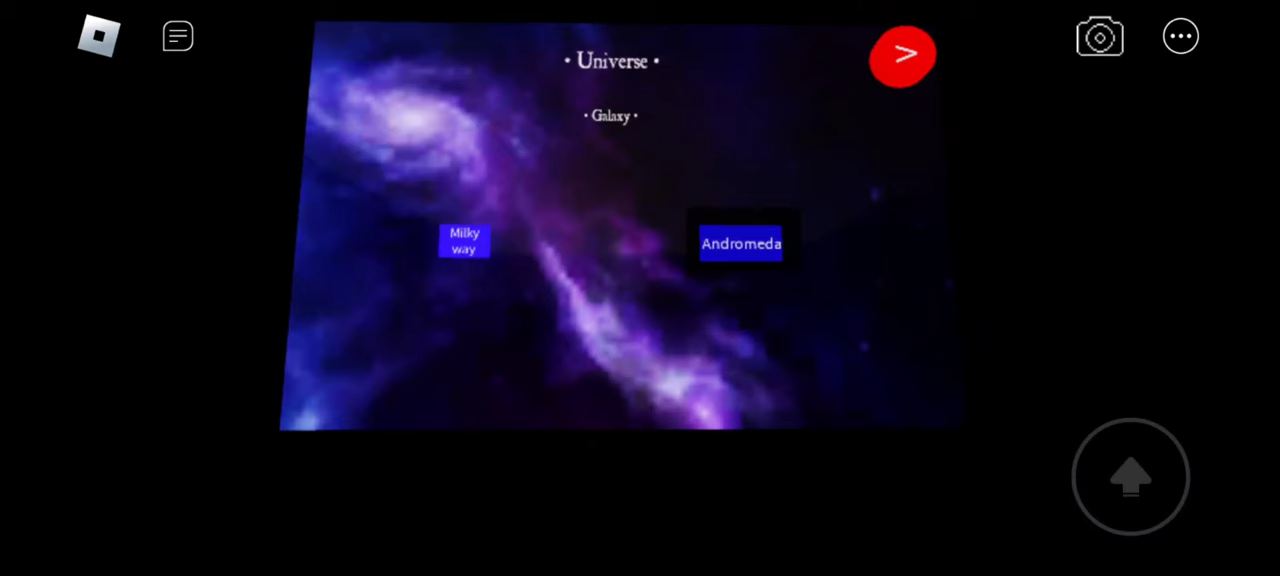 • Universe •
>
• Galaxy •
Milky
way
Andromeda